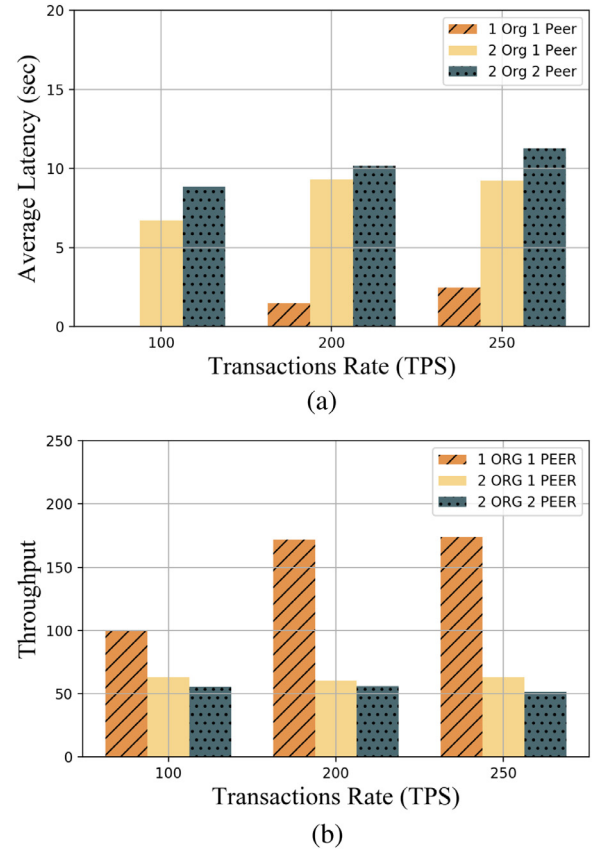 20
15
10
5
0
Average Latency (sec)
1 Org 1 Peer
2 Org 1 Peer
2 Org 2 Peer
100
200
250
Transactions Rate (TPS)
(a)
250
200
150
100
50
0
Throughput
1 ORG 1 PEER
2 ORG 1 PEER
2 ORG 2 PEER
100
200
250
Transactions Rate (TPS)
(b)